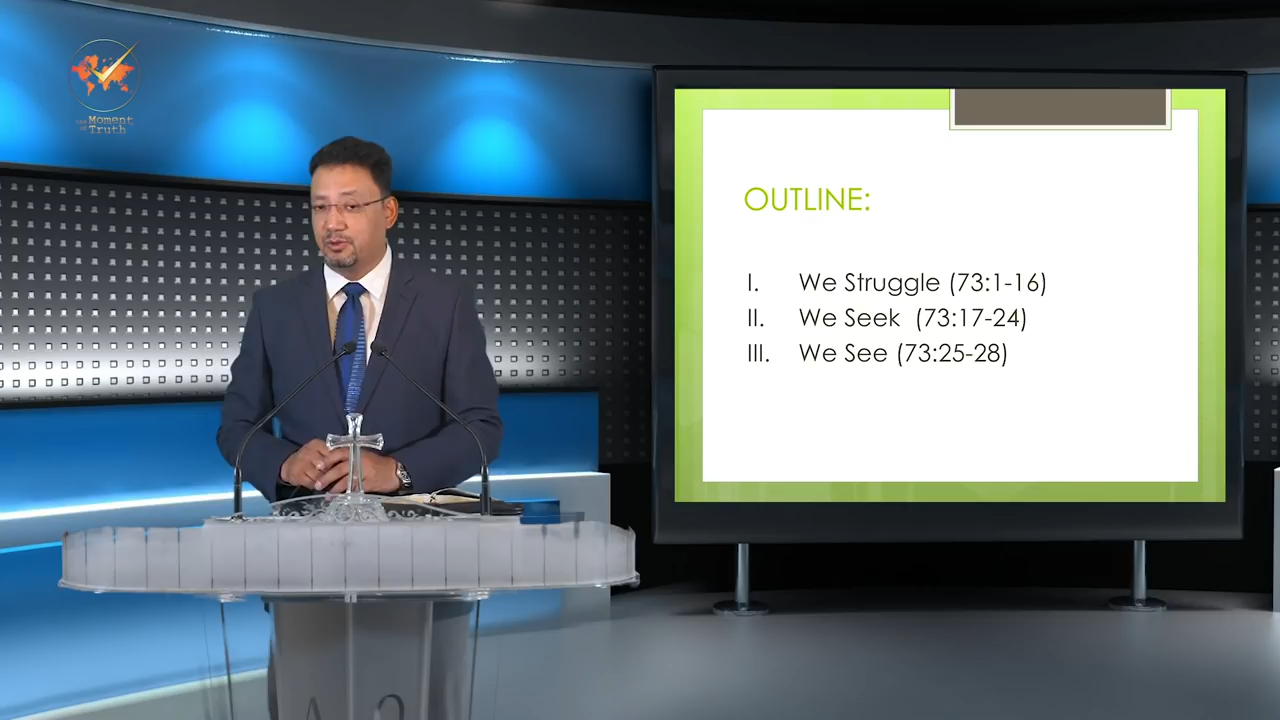 the Moment
of Truth
OUTLINE:
I. We Struggle (73:1-16)
II. We Seek (73:17-24)
III. We See (73:25-28)
A Ω